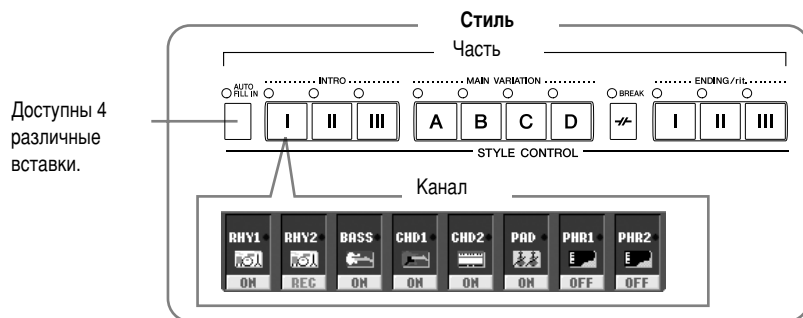 Стиль
Часть
AUTO
FILL IN
INTRO
MAIN VARIATION
BREAK
ENDING/rit.
Доступны 4
различные
вставки.
I II III A B C D I II III
STYLE CONTROL
Канал
RHY1 RHY2 BASS CHD1 CHD2 PAD PHR1 PHR2
ON REC ON ON ON ON OFF OFF